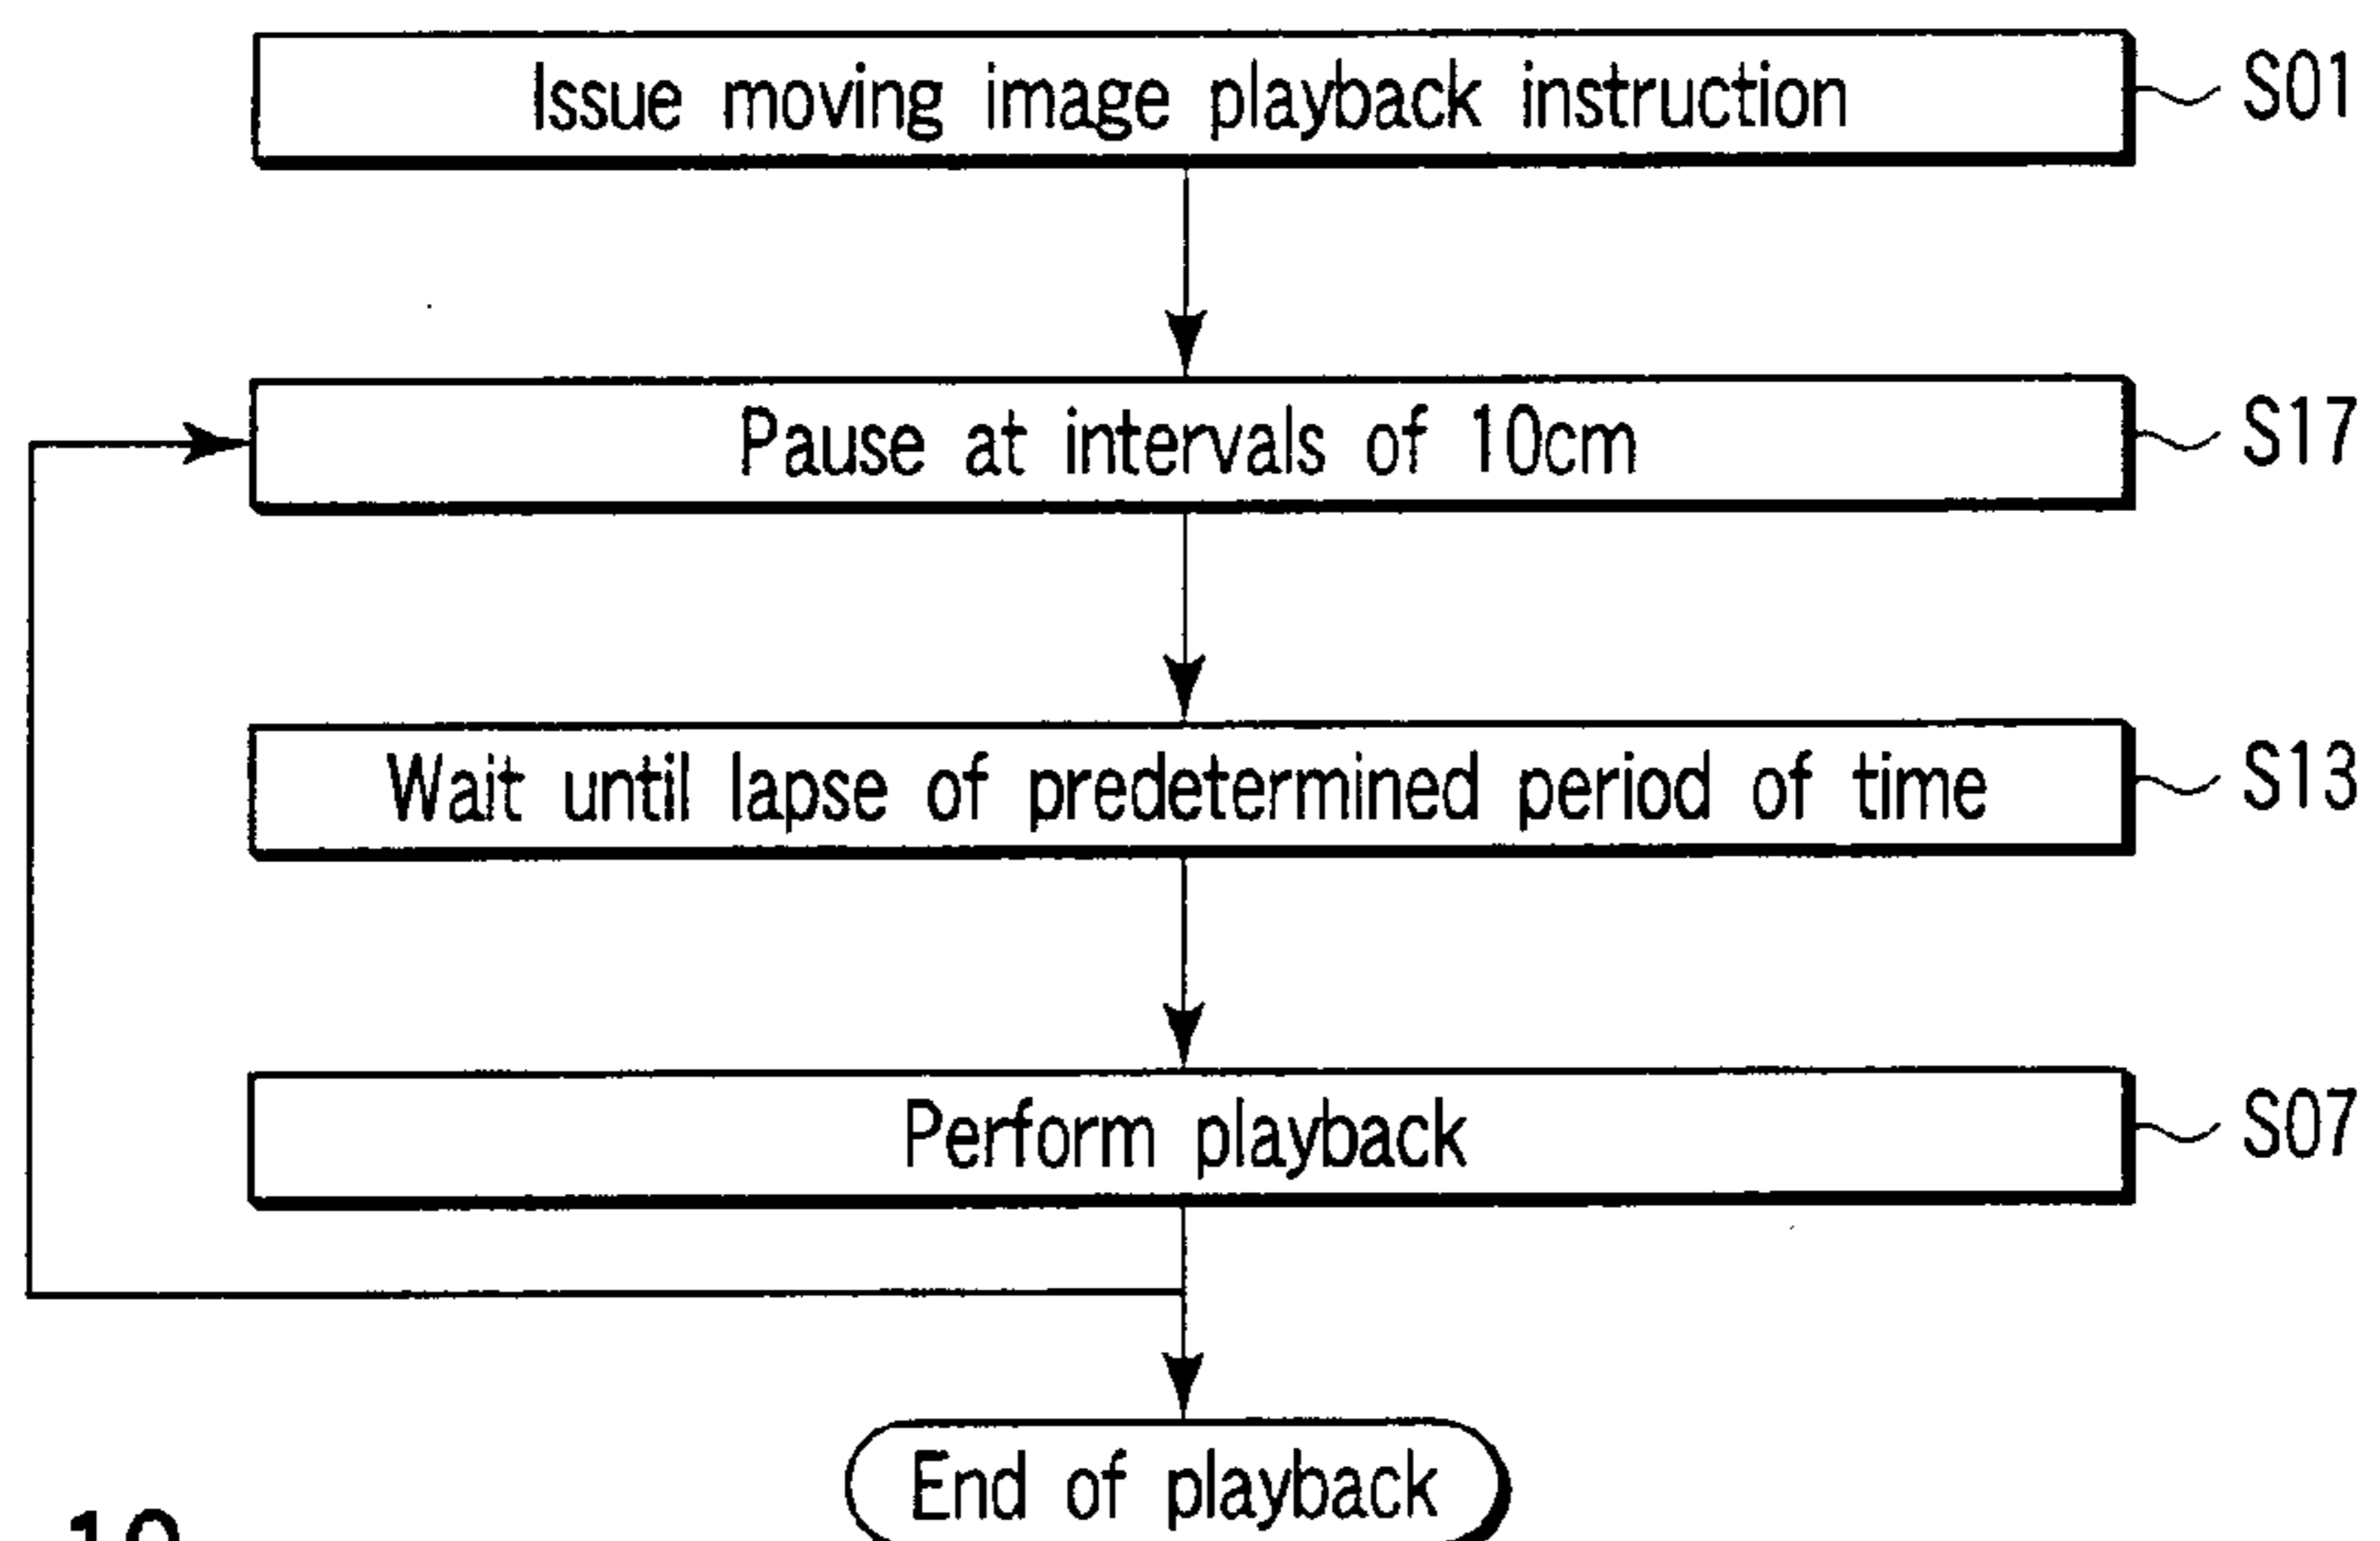 Issue moving image playback instruction S01
Pause at intervals of 10cm S17
Wait until lapse of predetermined period of time S13
Perform playback S07
End of playback